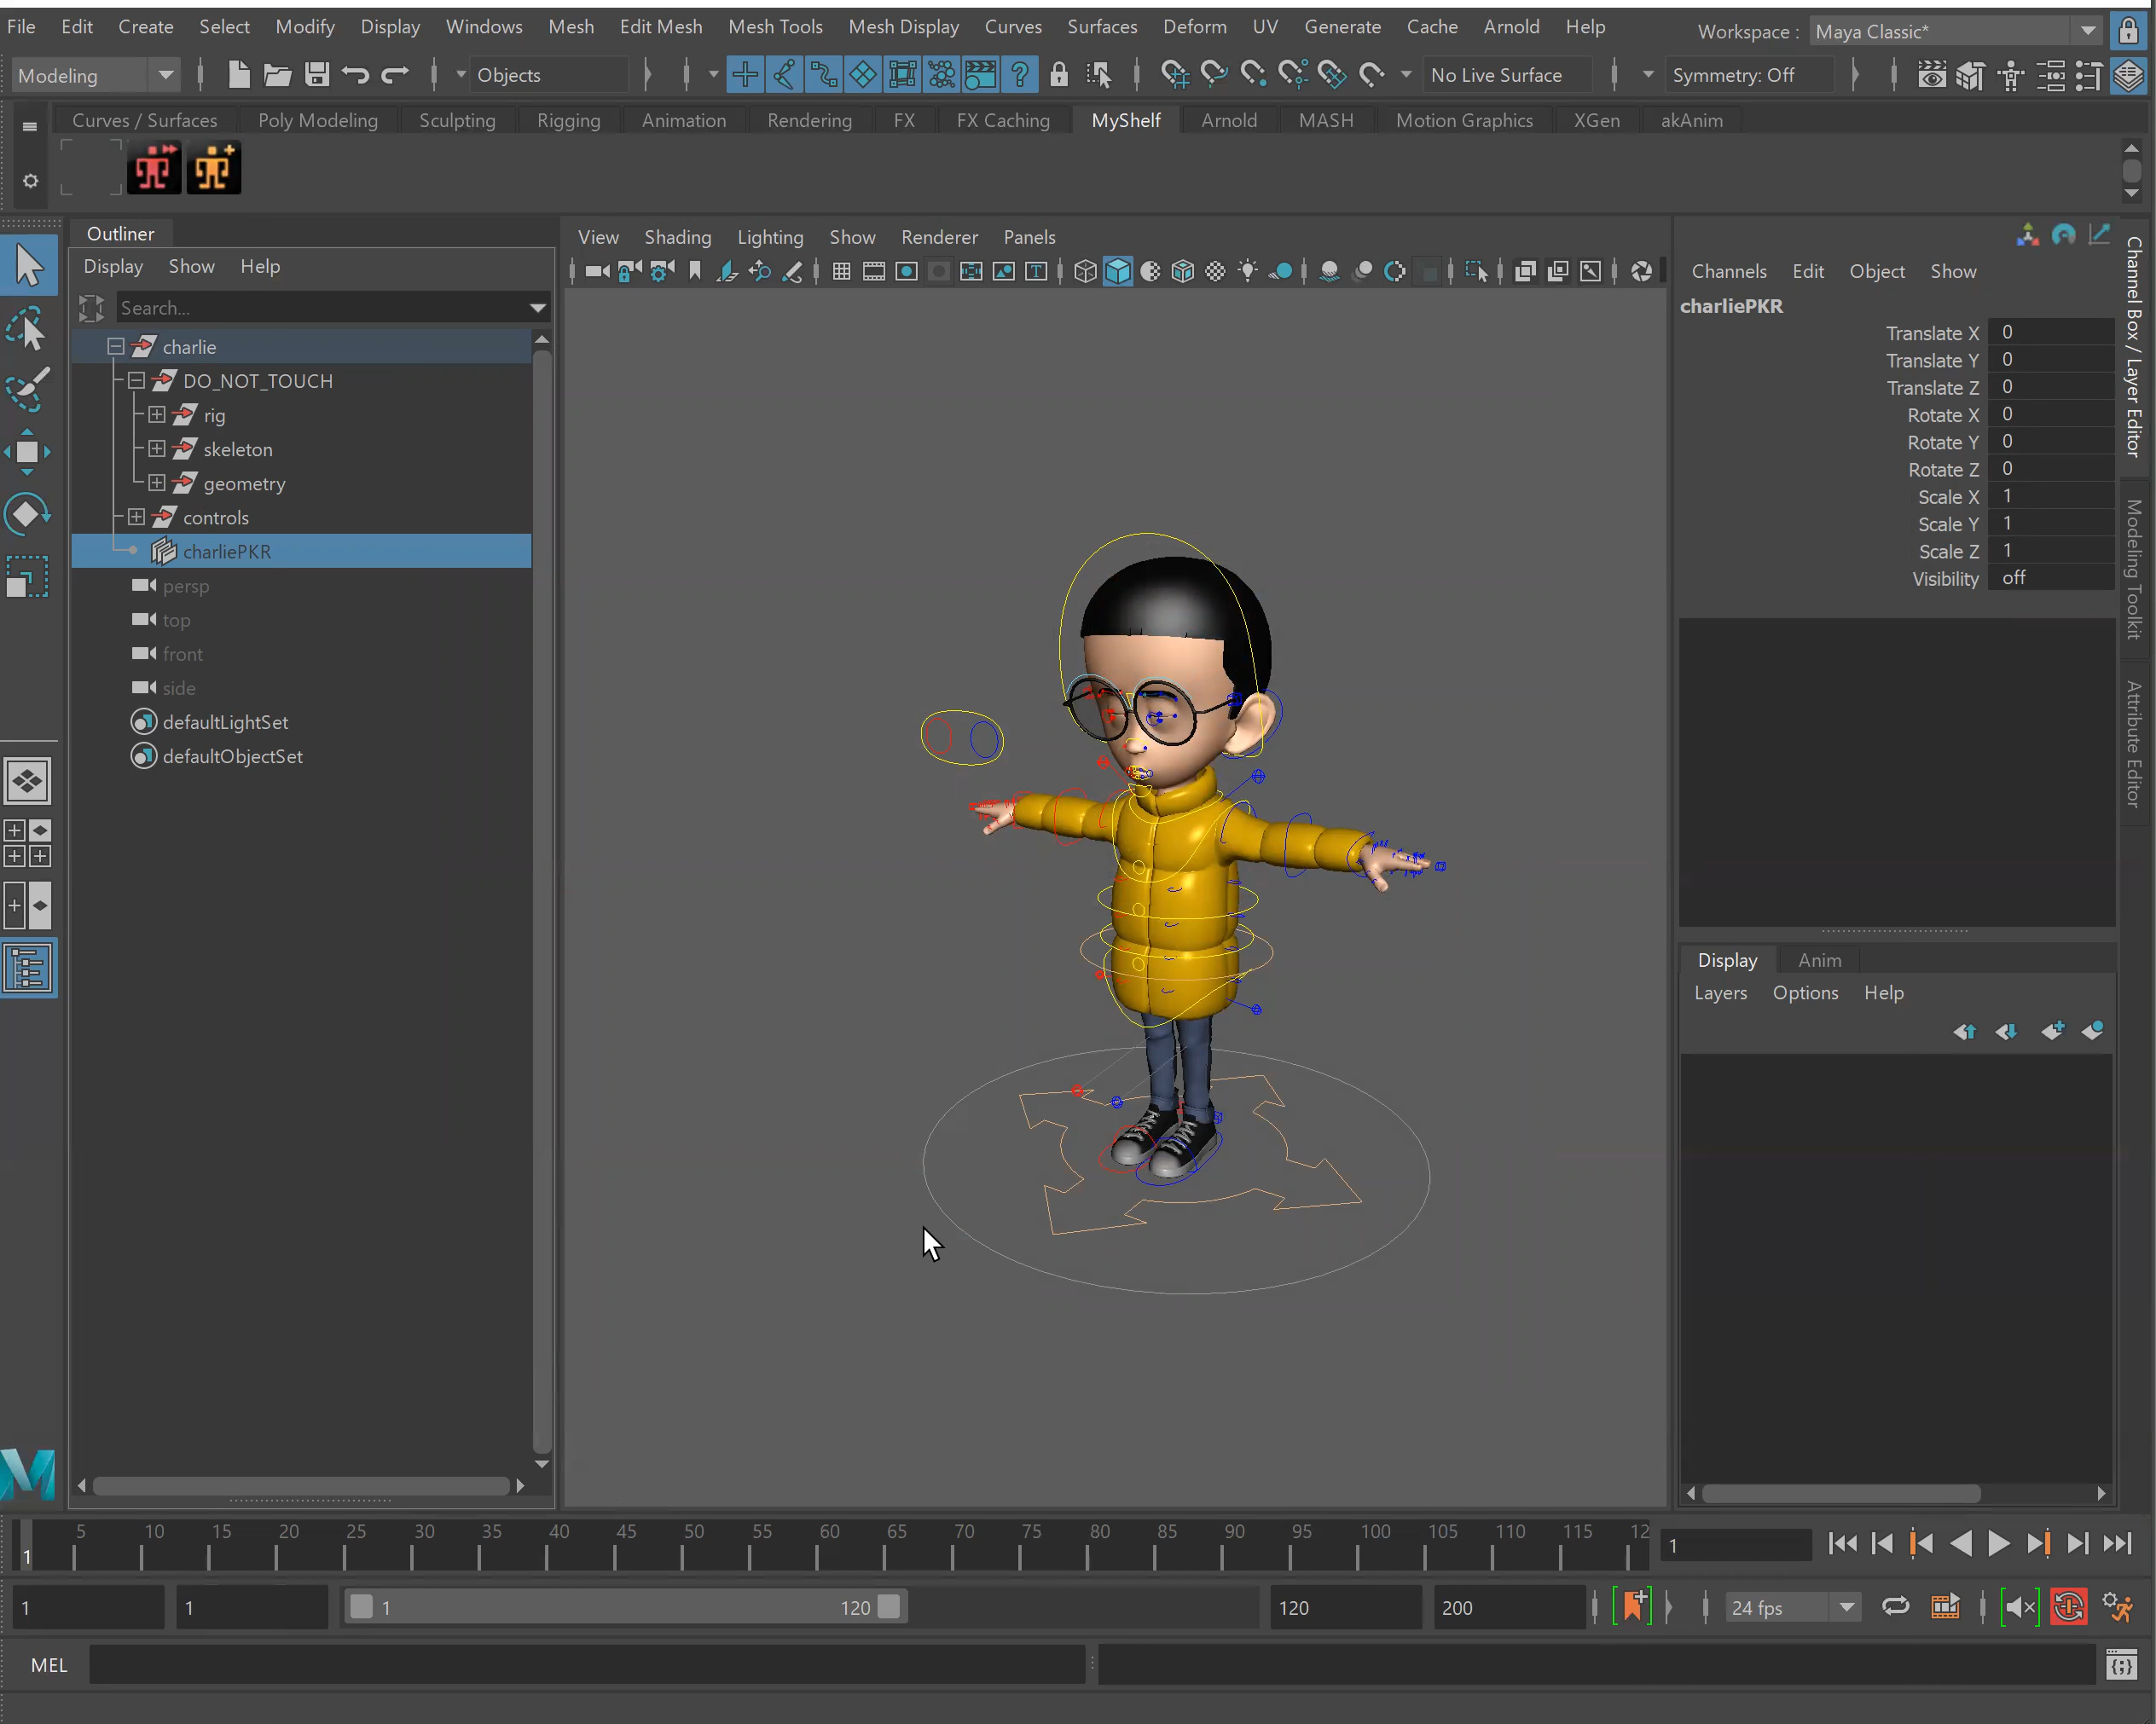 File Edit Create Select Modify Display Windows Mesh Edit Mesh Mesh Tools Mesh Display Curves Surfaces Deform UV Generate Cache Arnold Help Workspace : Maya Classic*
Modeling Objects No Live Surface Symmetry: Off
Curves / Surfaces Poly Modeling Sculpting Rigging Animation Rendering FX FX Caching MyShelf Arnold MASH Motion Graphics XGen akAnim
Outliner
Display Show Help
Search...
charlie
DO_NOT_TOUCH
rig
skeleton
geometry
controls
charliePKR
persp
top
front
side
defaultLightSet
defaultObjectSet
View Shading Lighting Show Renderer Panels
Channels Edit Object Show
charliePKR
Translate X 0
Translate Y 0
Translate Z 0
Rotate X 0
Rotate Y 0
Rotate Z 0
Scale X 1
Scale Y 1
Scale Z 1
Visibility off
Channel Box / Layer Editor
Modeling Toolkit
Attribute Editor
Display Anim
Layers Options Help
5 10 15 20 25 30 35 40 45 50 55 60 65 70 75 80 85 90 95 100 105 110 115 12
1
1
1 1 1 120 120 200 24 fps
MEL